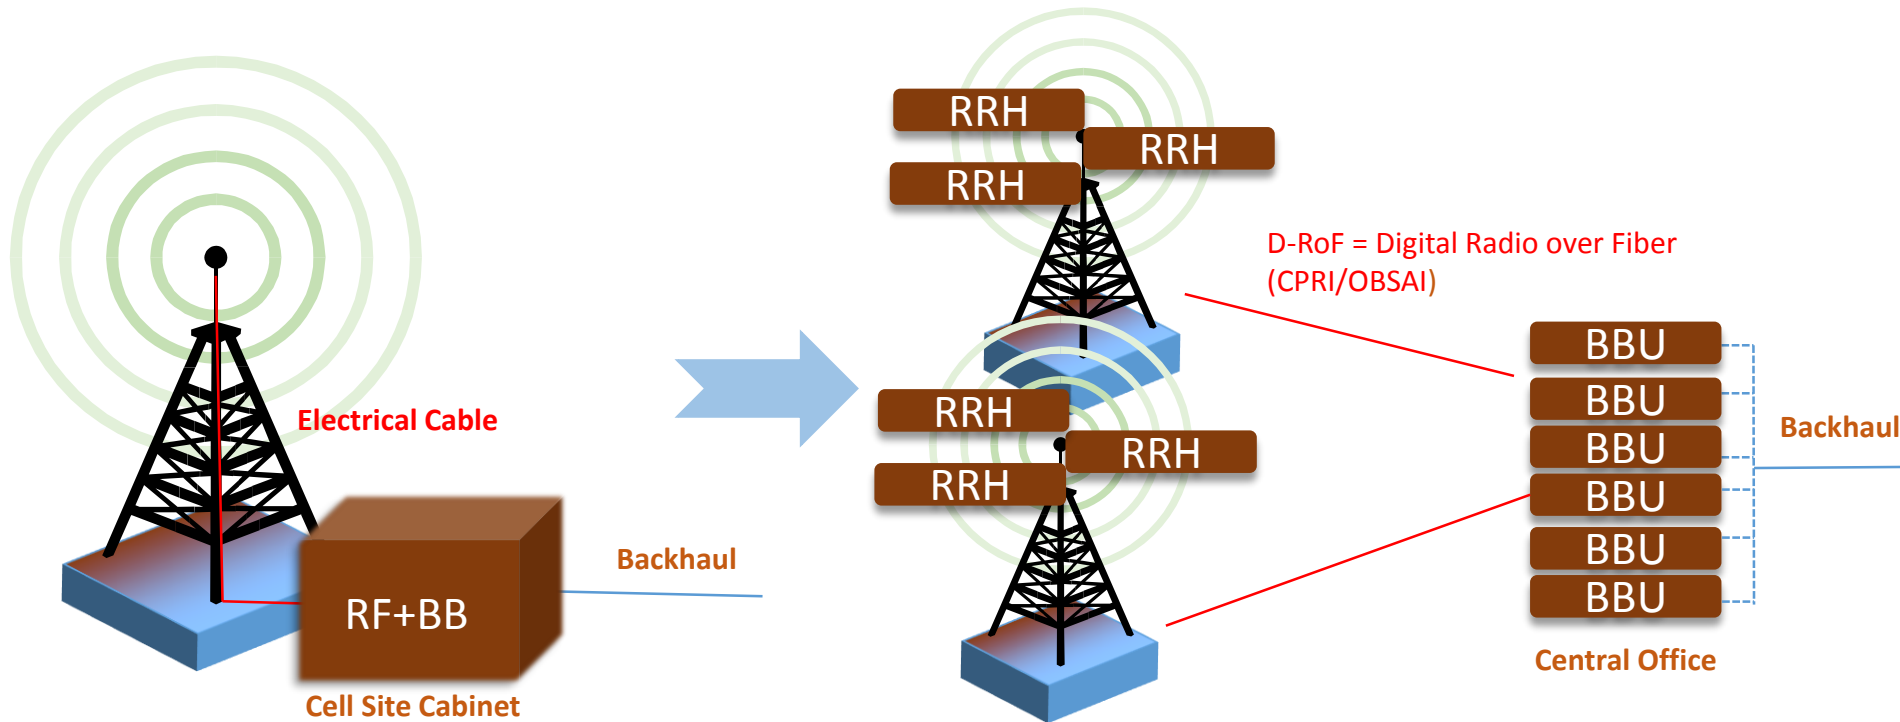 Electrical Cable
RF+BB
Backhaul
Cell Site Cabinet
RRH
RRH
RRH
RRH
RRH
RRH
D-RoF = Digital Radio over Fiber
(CPRI/OBSAI)
BBU
BBU
BBU
BBU
BBU
BBU
Backhaul
Central Office